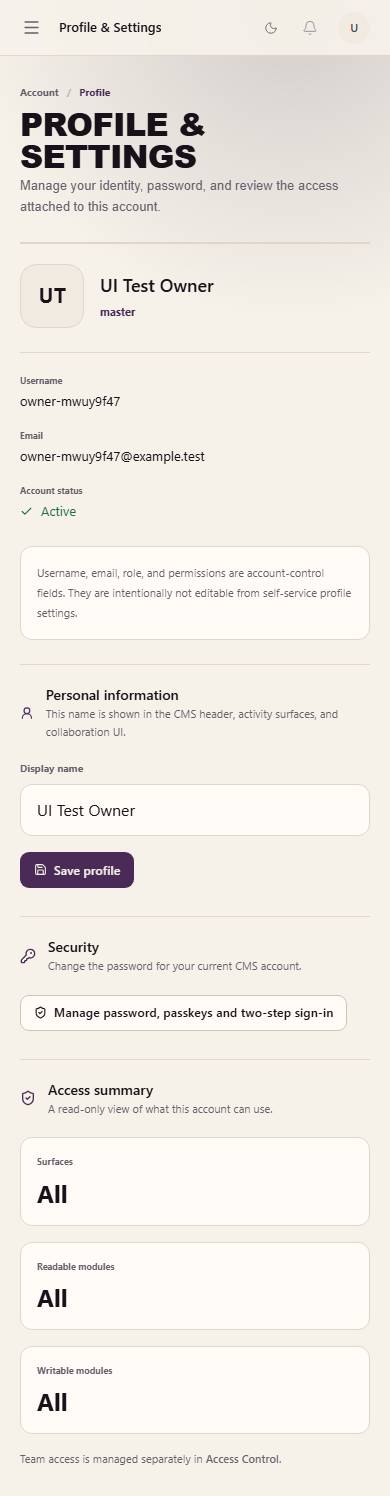 Profile & Settings
U
Account / Profile
PROFILE &
SETTINGS
Manage your identity, password, and review the access
attached to this account.
UT
UI Test Owner
master
Username
owner-mwuy9f47
Email
owner-mwuy9f47@example.test
Account status
Active
Username, email, role, and permissions are account-control
fields. They are intentionally not editable from self-service profile
settings.
Personal information
This name is shown in the CMS header, activity surfaces, and
collaboration UI.
Display name
UI Test Owner
Save profile
Security
Change the password for your current CMS account.
Manage password, passkeys and two-step sign-in
Access summary
A read-only view of what this account can use.
Surfaces
All
Readable modules
All
Writable modules
All
Team access is managed separately in Access Control.